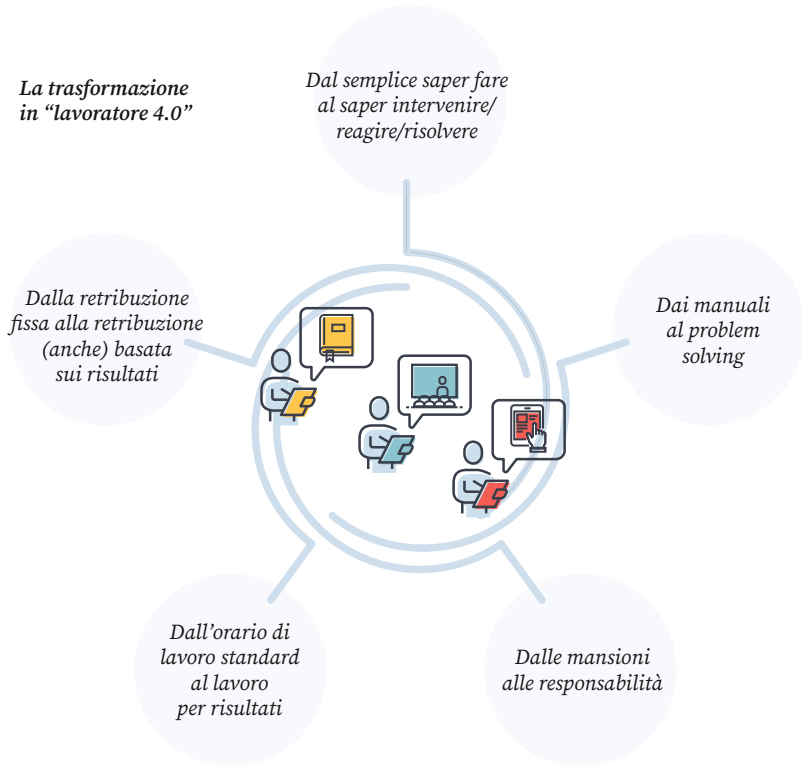 La trasformazione
in “lavoratore 4.0”
Dal semplice saper fare
al saper intervenire/
reagire/risolvere
Dai manuali
al problem
solving
Dalle mansioni
alle responsabilità
Dall’orario di
lavoro standard
al lavoro
per risultati
Dalla retribuzione
fissa alla retribuzione
(anche) basata
sui risultati